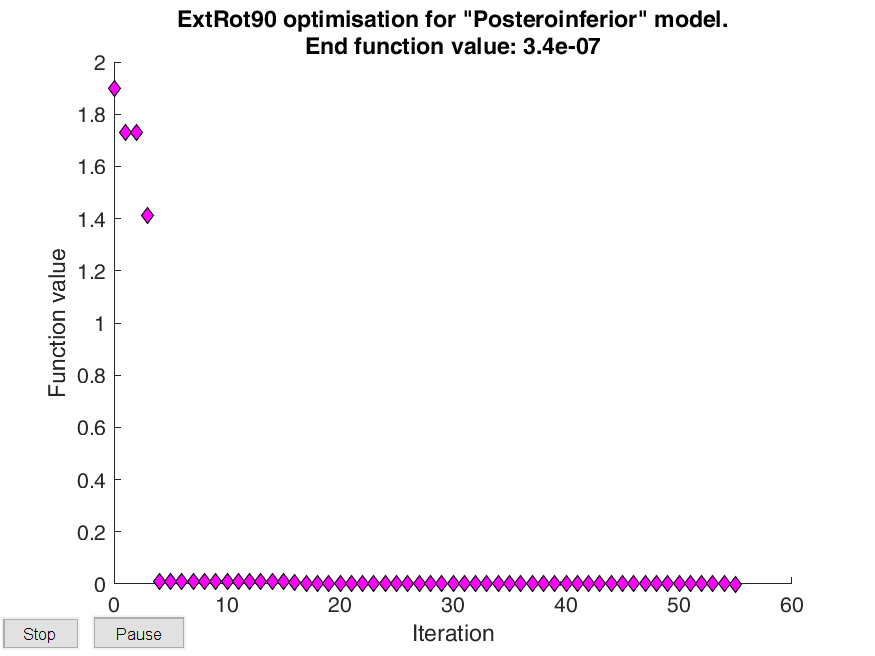 ExtRot90 optimisation for "Posteroinferior" model.
End function value: 3.4e-07
2
1.8
1.6
1.4
1.2
1
0.8
0.6
0.4
0.2
0
Function value
0 10 20 30 40 50 60
Iteration
Stop Pause